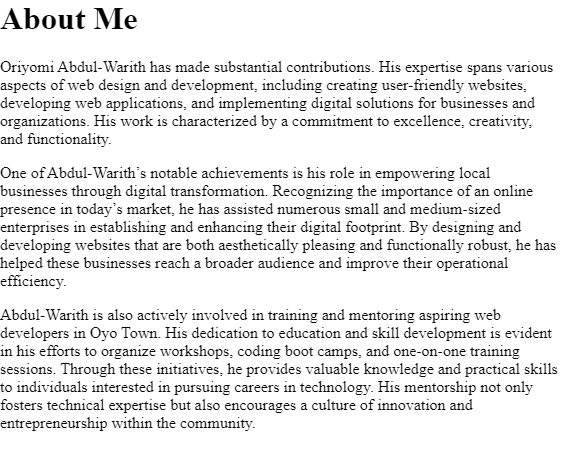 About Me
Oriyomi Abdul-Warith has made substantial contributions. His expertise spans various
aspects of web design and development, including creating user-friendly websites,
developing web applications, and implementing digital solutions for businesses and
organizations. His work is characterized by a commitment to excellence, creativity,
and functionality.
One of Abdul-Warith’s notable achievements is his role in empowering local
businesses through digital transformation. Recognizing the importance of an online
presence in today’s market, he has assisted numerous small and medium-sized
enterprises in establishing and enhancing their digital footprint. By designing and
developing websites that are both aesthetically pleasing and functionally robust, he has
helped these businesses reach a broader audience and improve their operational
efficiency.
Abdul-Warith is also actively involved in training and mentoring aspiring web
developers in Oyo Town. His dedication to education and skill development is evident
in his efforts to organize workshops, coding boot camps, and one-on-one training
sessions. Through these initiatives, he provides valuable knowledge and practical skills
to individuals interested in pursuing careers in technology. His mentorship not only
fosters technical expertise but also encourages a culture of innovation and
entrepreneurship within the community.